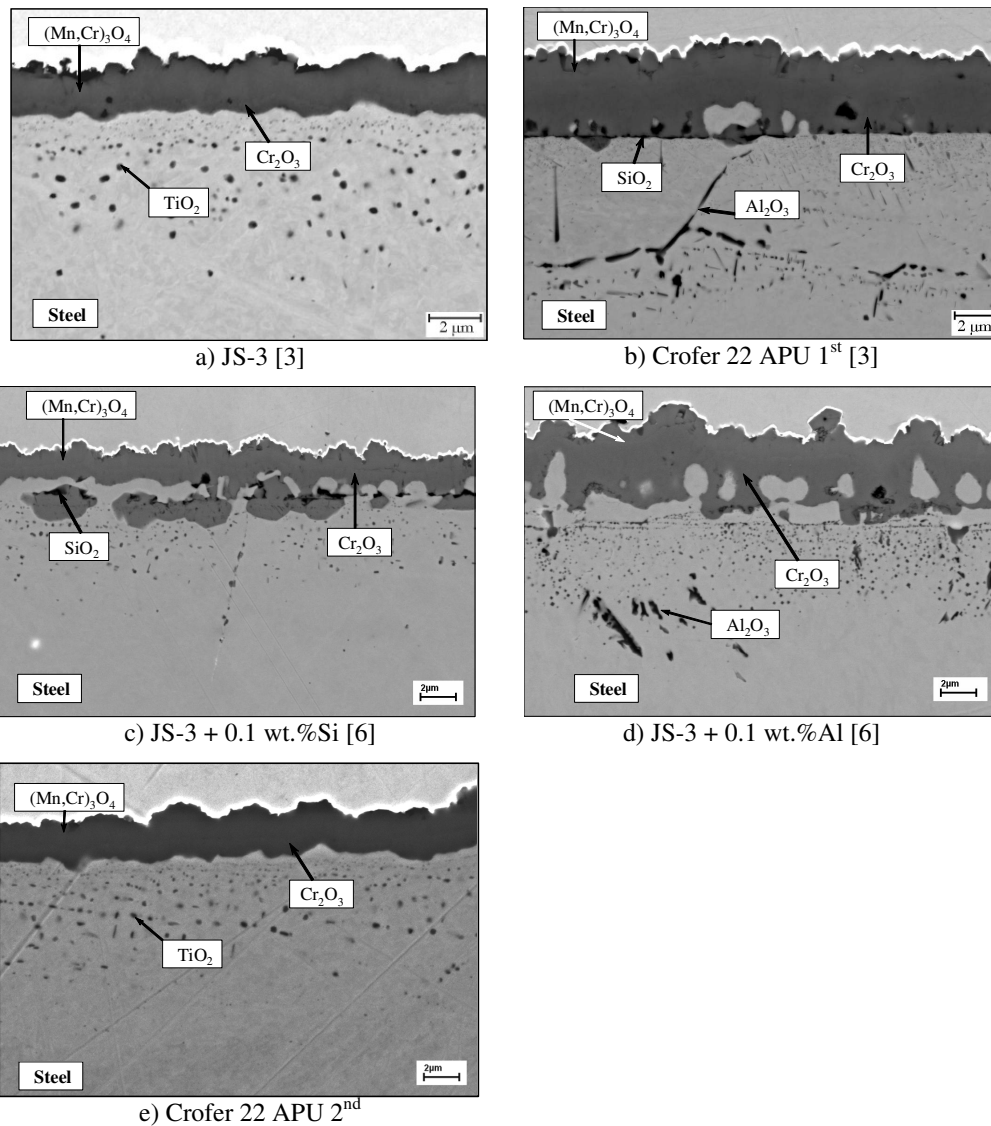 (Mn,Cr)₃O₄
Cr₂O₃
TiO₂
Steel
2 µm
a) JS-3 [3]
(Mn,Cr)₃O₄
SiO₂
Cr₂O₃
Al₂O₃
Steel
2 µm
b) Crofer 22 APU 1ˢᵗ [3]
(Mn,Cr)₃O₄
SiO₂
Cr₂O₃
Steel
2µm
c) JS-3 + 0.1 wt.%Si [6]
(Mn,Cr)₃O₄
Cr₂O₃
Al₂O₃
Steel
2µm
d) JS-3 + 0.1 wt.%Al [6]
(Mn,Cr)₃O₄
Cr₂O₃
TiO₂
Steel
2µm
e) Crofer 22 APU 2ⁿᵈ